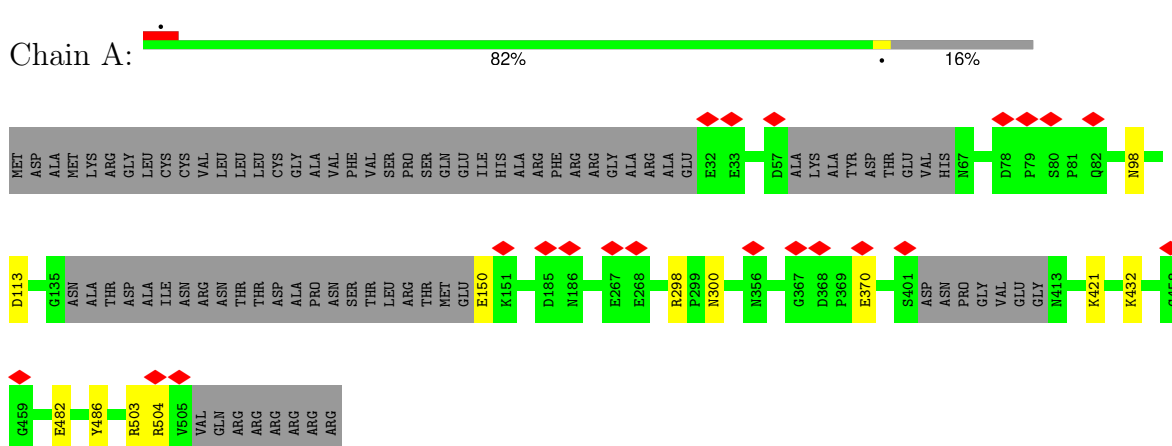 Chain A:
•
82%
•
16%
MET ASP ALA MET LYS ARG GLY LEU CYS CYS VAL LEU LEU LEU CYS GLY ALA VAL PHE VAL SER PRO SER GLN GLU ILE HIS ALA ARG PHE ARG ARG GLY ALA ARG ALA GLU E32 E33 D57 ALA LYS ALA TYR ASP THR GLU VAL HIS N67 D78 P79 S80 P81 Q82 N98
D113 G135 ASN ALA THR ASP ALA ILE ASN ARG ASN THR THR ASP ALA PRO ASN SER THR LEU ARG THR MET GLU E150 K151 D185 N186 E267 E268 R298 P299 N300 N356 G367 D368 P369 E370 S401 ASP ASN PRO GLY VAL GLU GLY N413 K421 K432
G459 E482 Y486 R503 R504 V505 VAL GLN ARG ARG ARG ARG ARG ARG